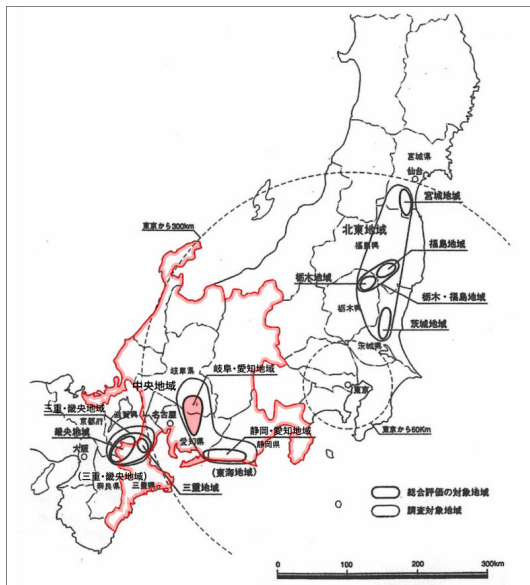 宮城県
仙台
宮城地域
東京から300km
北東地域
福島県
福島地域
栃木地域
栃木・福島地域
栃木県
茨城地域
茨城県
岐阜県
岐阜・愛知地域
中央地域
東京
三重・畿央地域
滋賀県
名古屋
京都府
静岡・愛知地域
東京から60Km
畿央地域
愛知県
静岡県
大阪
(東海地域)
(三重・畿央地域)
奈良県
三重県
三重地域
総合評価の対象地域
調査対象地域
0
100
200
300km